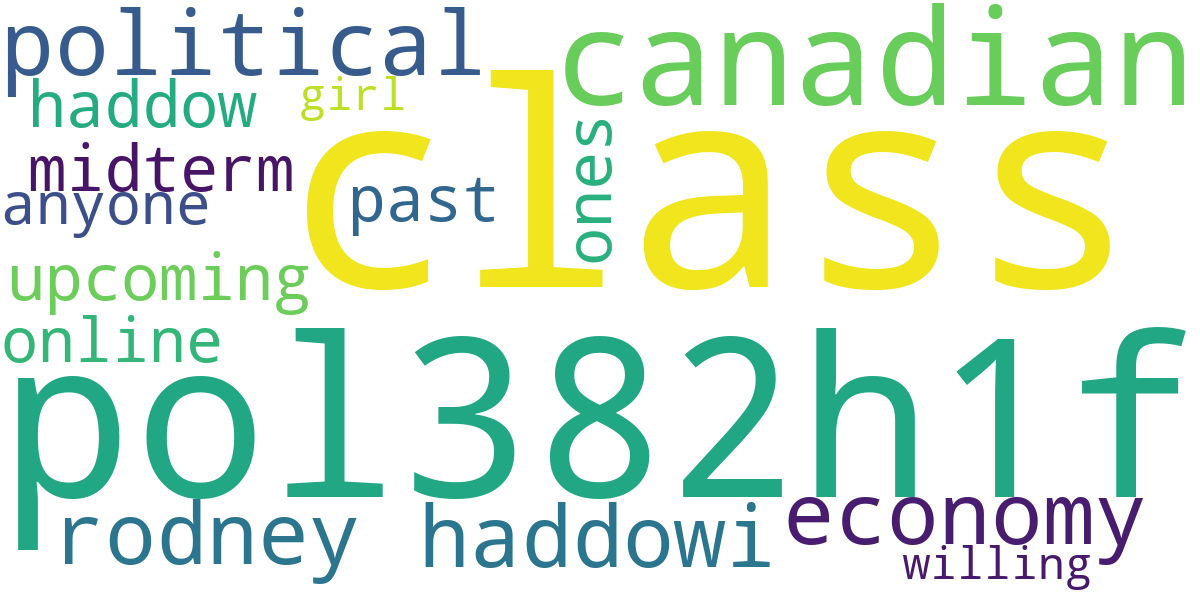 political
canadian
haddow
girl
class
ones
midterm
past
anyone
upcoming
online
pol382h1f
rodney
haddowi
economy
willing